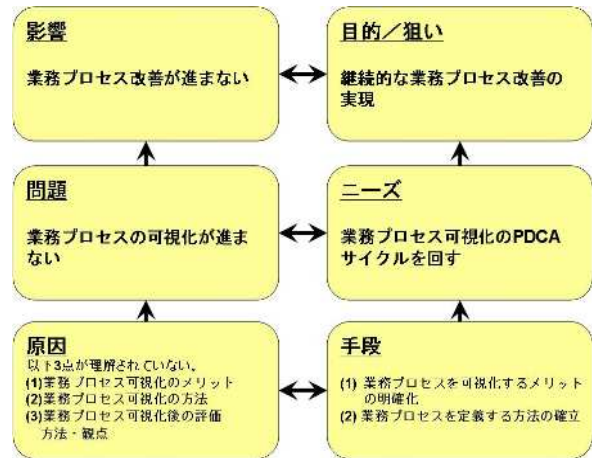 影響
業務プロセス改善が進まない
目的／狙い
継続的な業務プロセス改善の
実現
問題
業務プロセスの可視化が進ま
ない
ニーズ
業務プロセス可視化のPDCA
サイクルを回す
原因
以下3点が理解されていない。
(1)業務プロセス可視化のメリット
(2)業務プロセス可視化の方法
(3)業務プロセス可視化後の評価
方法・観点
手段
(1) 業務プロセスを可視化するメリット
の明確化
(2) 業務プロセスを定義する方法の確立